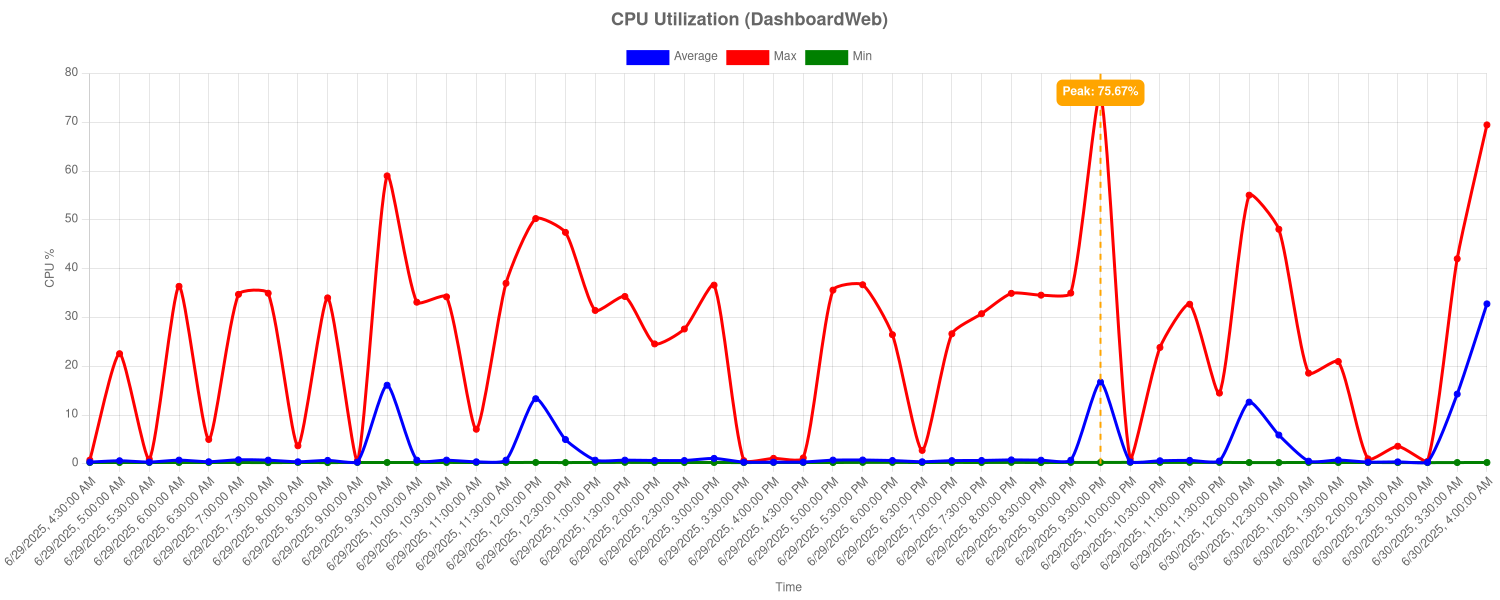 CPU Utilization (DashboardWeb)
Average Max Min
Peak: 75.67%
80
70
60
50
40
30
20
10
0
CPU %
6/29/2025, 4:30:00 AM
6/29/2025, 5:00:00 AM
6/29/2025, 5:30:00 AM
6/29/2025, 6:00:00 AM
6/29/2025, 6:30:00 AM
6/29/2025, 7:00:00 AM
6/29/2025, 7:30:00 AM
6/29/2025, 8:00:00 AM
6/29/2025, 8:30:00 AM
6/29/2025, 9:00:00 AM
6/29/2025, 9:30:00 AM
6/29/2025, 10:00:00 AM
6/29/2025, 10:30:00 AM
6/29/2025, 11:00:00 AM
6/29/2025, 11:30:00 AM
6/29/2025, 12:00:00 PM
6/29/2025, 12:30:00 PM
6/29/2025, 1:00:00 PM
6/29/2025, 1:30:00 PM
6/29/2025, 2:00:00 PM
6/29/2025, 2:30:00 PM
6/29/2025, 3:00:00 PM
6/29/2025, 3:30:00 PM
6/29/2025, 4:00:00 PM
6/29/2025, 4:30:00 PM
6/29/2025, 5:00:00 PM
6/29/2025, 5:30:00 PM
6/29/2025, 6:00:00 PM
6/29/2025, 6:30:00 PM
6/29/2025, 7:00:00 PM
6/29/2025, 7:30:00 PM
6/29/2025, 8:00:00 PM
6/29/2025, 8:30:00 PM
6/29/2025, 9:00:00 PM
6/29/2025, 9:30:00 PM
6/29/2025, 10:00:00 PM
6/29/2025, 10:30:00 PM
6/29/2025, 11:00:00 PM
6/29/2025, 11:30:00 PM
6/30/2025, 12:00:00 AM
6/30/2025, 12:30:00 AM
6/30/2025, 1:00:00 AM
6/30/2025, 1:30:00 AM
6/30/2025, 2:00:00 AM
6/30/2025, 2:30:00 AM
6/30/2025, 3:00:00 AM
6/30/2025, 3:30:00 AM
6/30/2025, 4:00:00 AM
Time